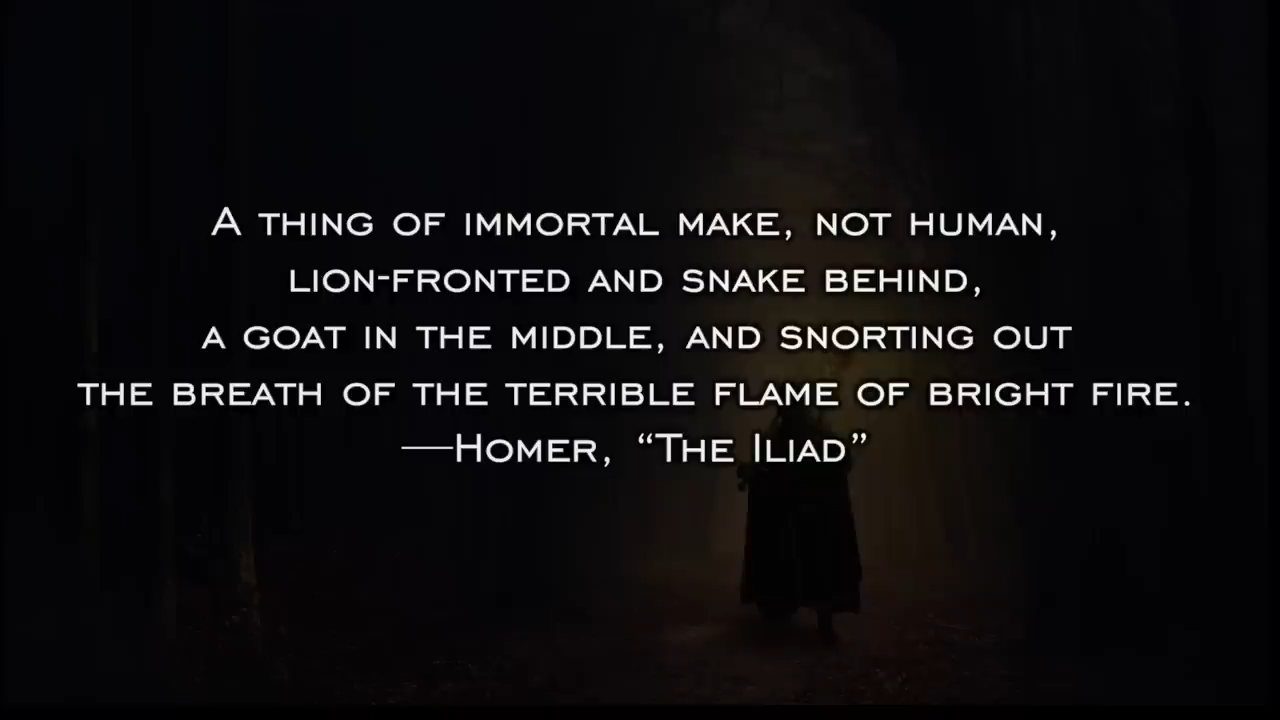 A THING OF IMMORTAL MAKE, NOT HUMAN,
LION-FRONTED AND SNAKE BEHIND,
A GOAT IN THE MIDDLE, AND SNORTING OUT
THE BREATH OF THE TERRIBLE FLAME OF BRIGHT FIRE.
—HOMER, “THE ILIAD”